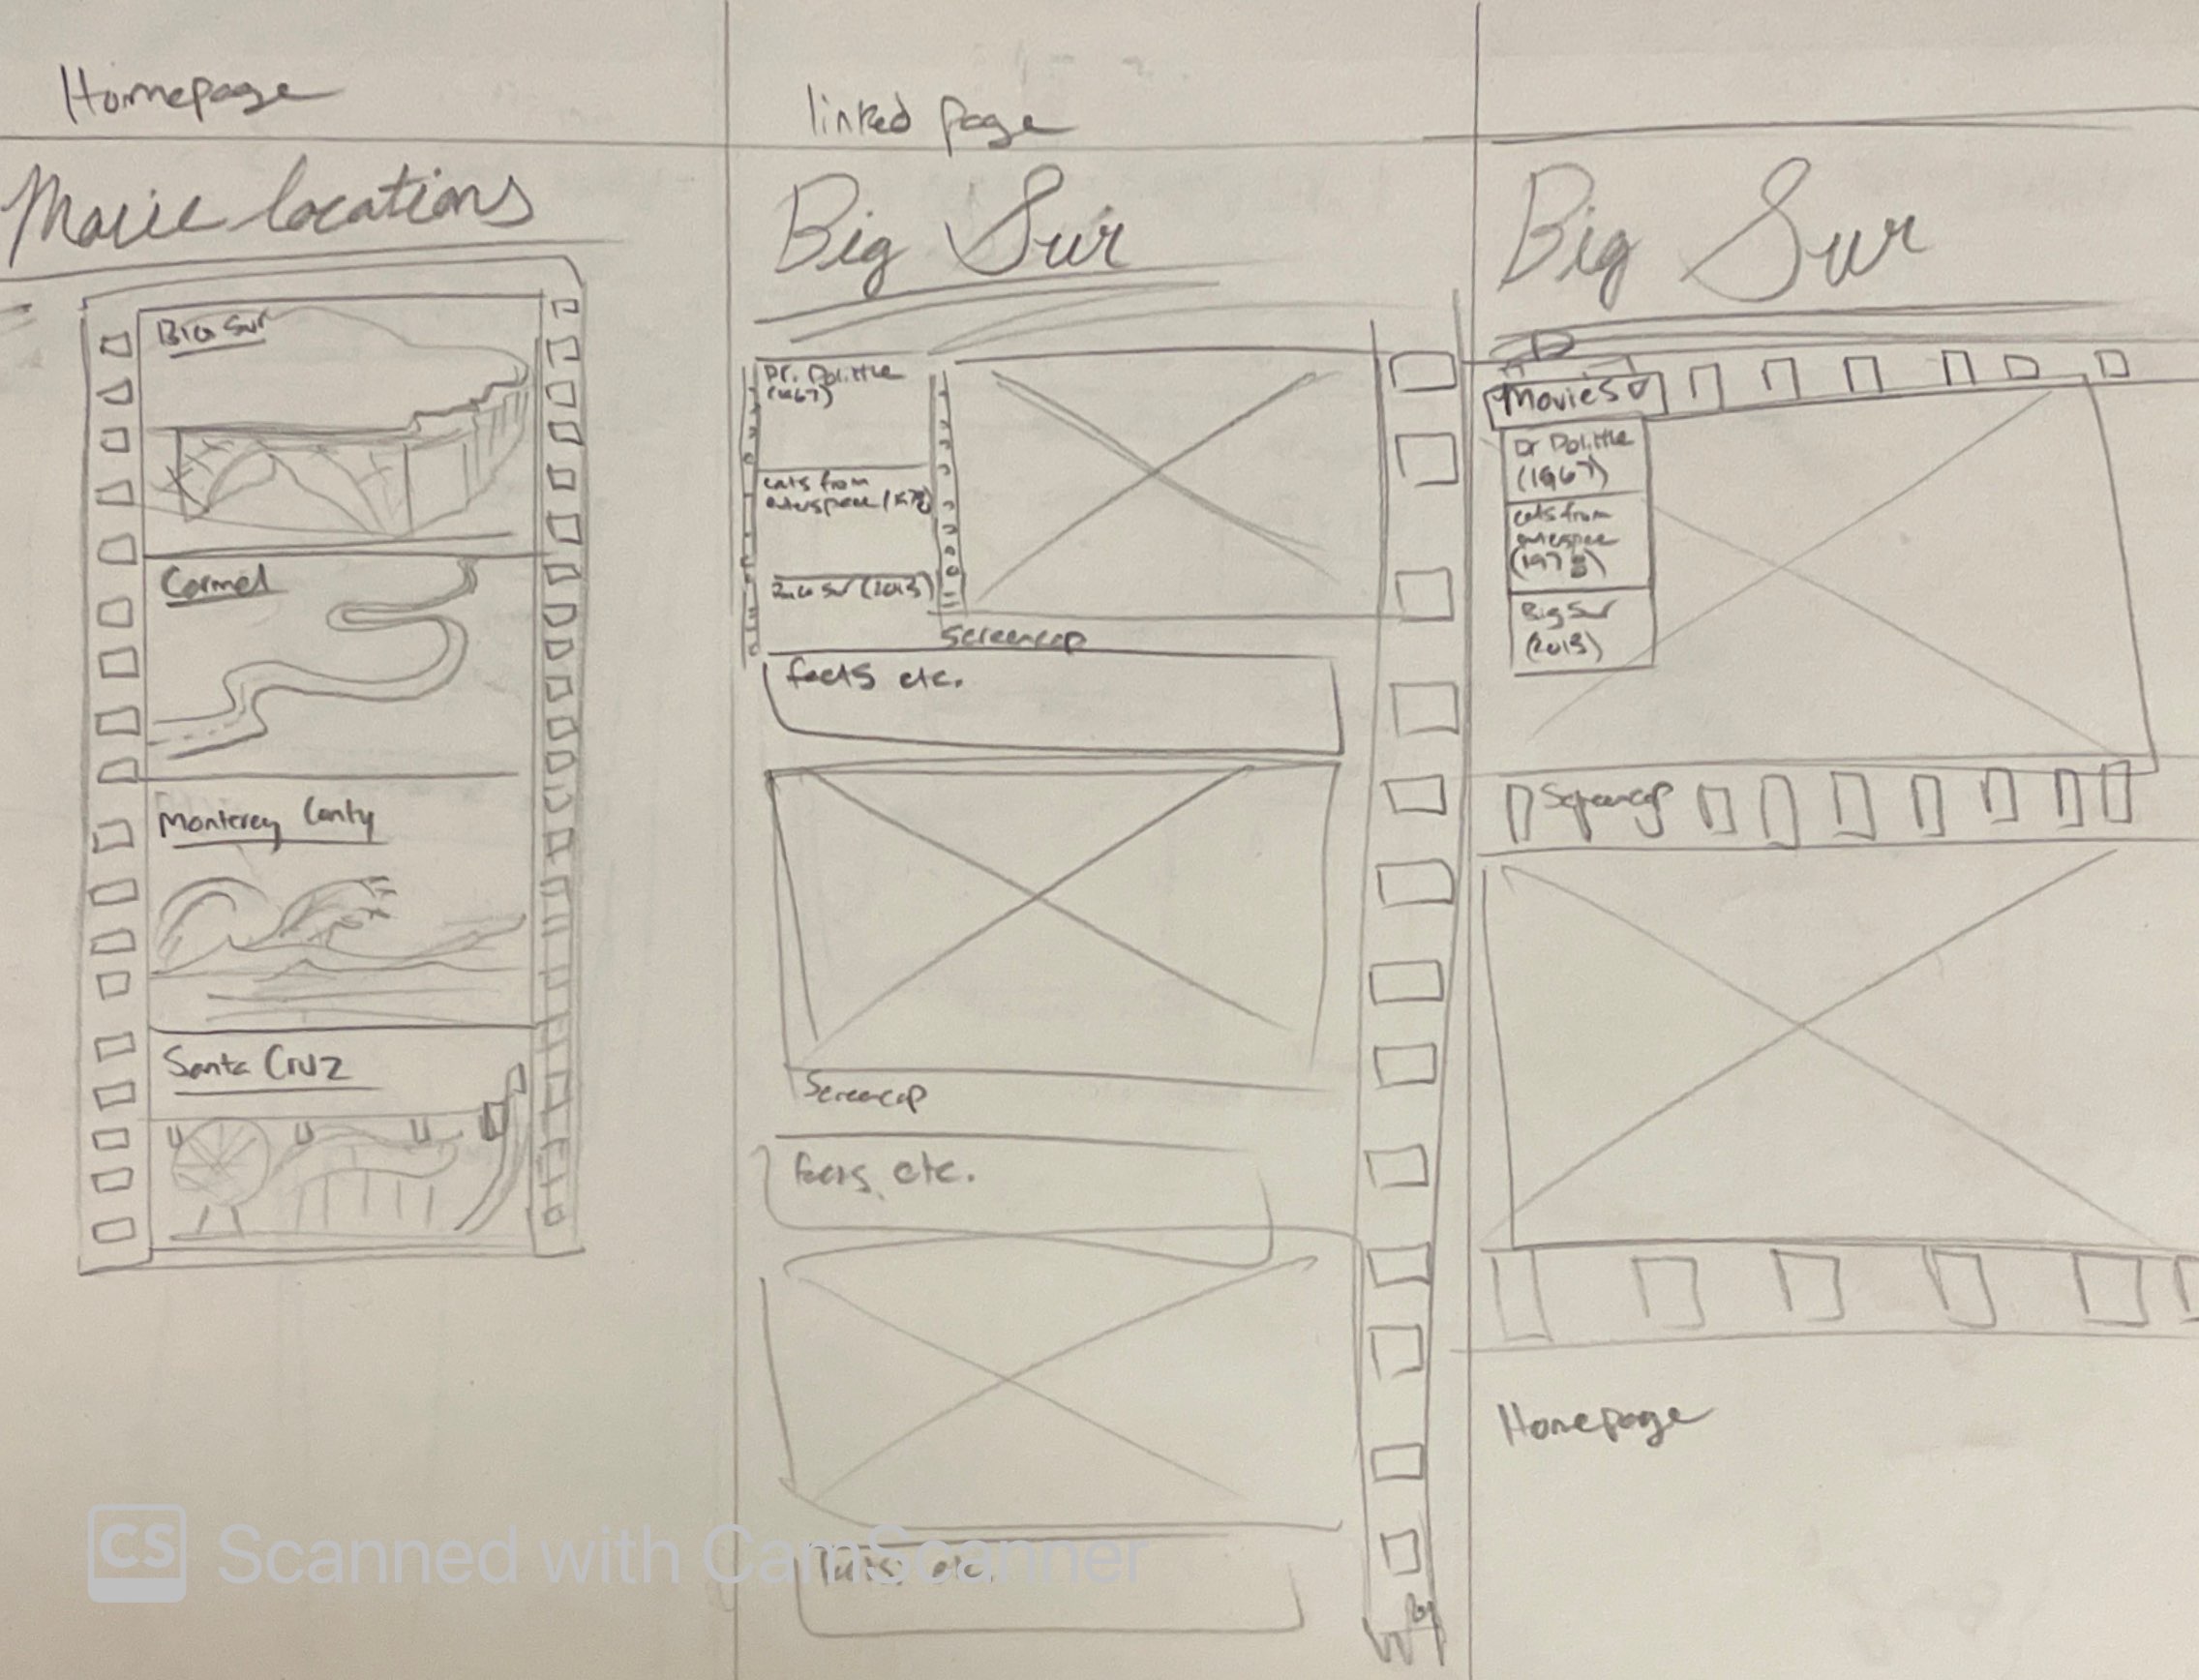 Homepage
Movie locations
Big Sur
Carmel
Monterey Conty
Santa Cruz
linked page
Big Sur
Dr. Dolittle
(1967)
cats from
outerspace (1978)
Big Sur (2013)
Screencap
facts etc.
Screencap
facts, etc.
facts etc.
Big Sur
Movies
Dr Dolittle
(1967)
cats from
outerspace
(1978)
Big Sur
(2013)
Screencap
Homepage
CS Scanned with CamScanner